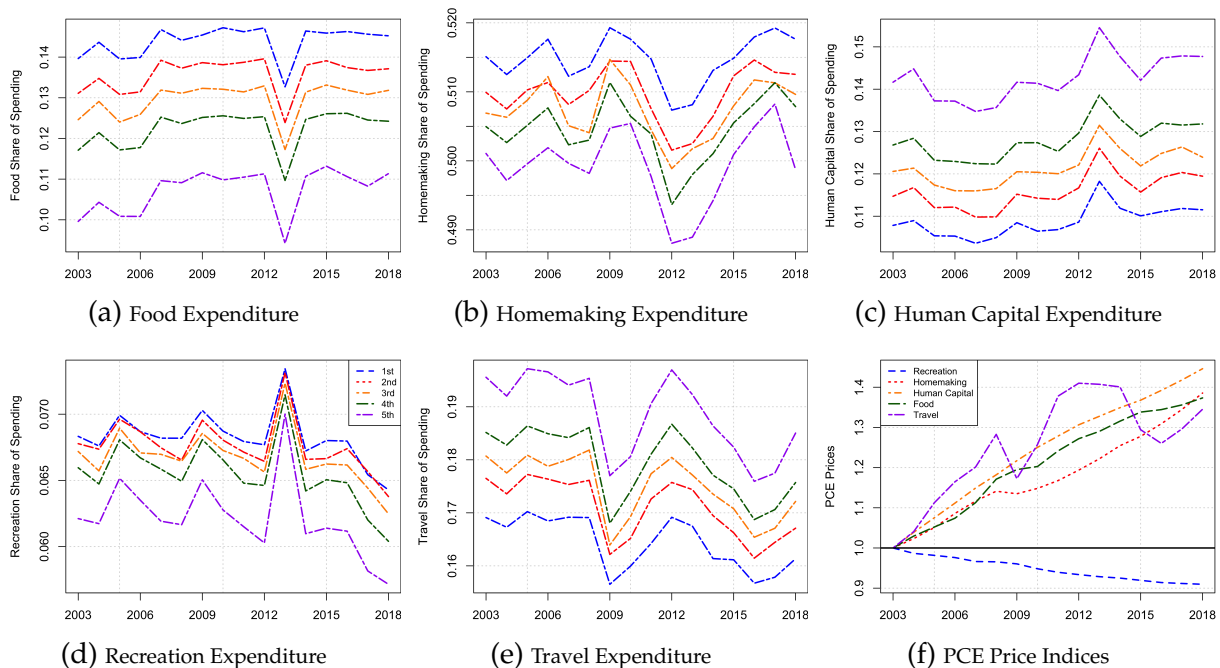 Food Share of Spending
0.14
0.13
0.12
0.11
0.10
2003 2006 2009 2012 2015 2018
(a) Food Expenditure
Homemaking Share of Spending
0.520
0.510
0.500
0.490
2003 2006 2009 2012 2015 2018
(b) Homemaking Expenditure
Human Capital Share of Spending
0.15
0.14
0.13
0.12
0.11
2003 2006 2009 2012 2015 2018
(c) Human Capital Expenditure
Recreation Share of Spending
0.070
0.065
0.060
1st
2nd
3rd
4th
5th
2003 2006 2009 2012 2015 2018
(d) Recreation Expenditure
Travel Share of Spending
0.19
0.18
0.17
0.16
2003 2006 2009 2012 2015 2018
(e) Travel Expenditure
PCE Prices
1.4
1.3
1.2
1.1
1.0
0.9
Recreation
Homemaking
Human Capital
Food
Travel
2003 2006 2009 2012 2015 2018
(f) PCE Price Indices